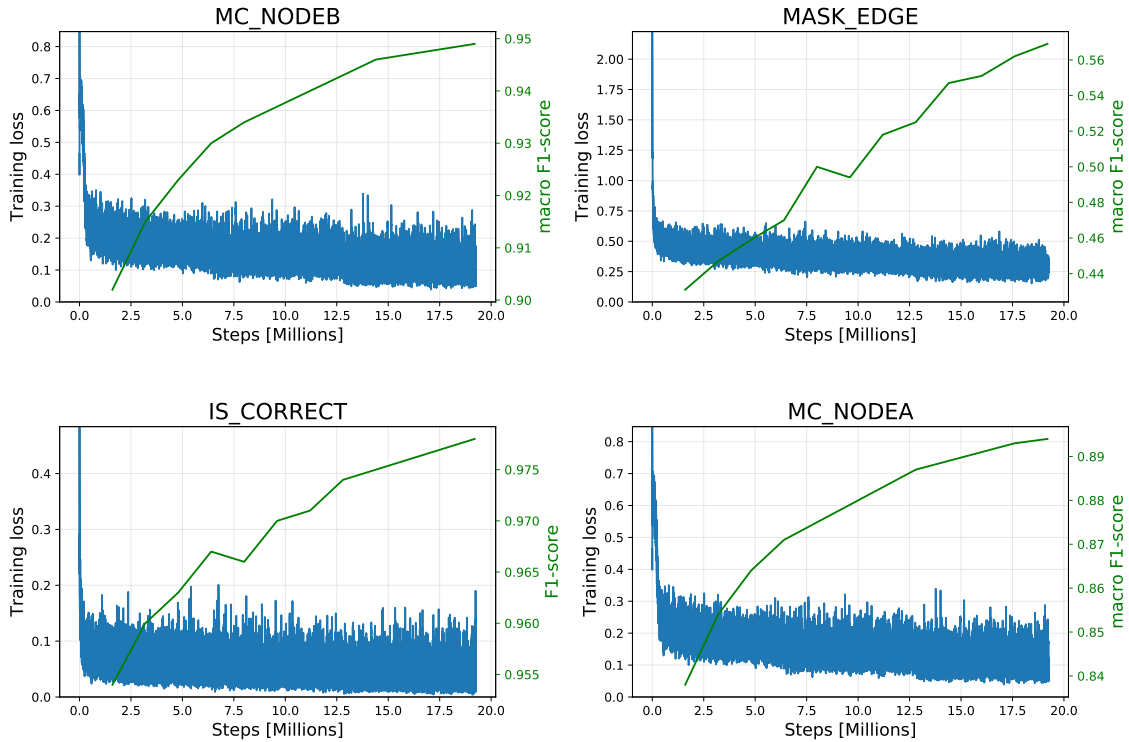 MC_NODEB
Training loss
0.8
0.7
0.6
0.5
0.4
0.3
0.2
0.1
0.0
0.0 2.5 5.0 7.5 10.0 12.5 15.0 17.5 20.0
Steps [Millions]
0.95
0.94
0.93
0.92
0.91
0.90
macro F1-score
MASK_EDGE
Training loss
2.00
1.75
1.50
1.25
1.00
0.75
0.50
0.25
0.00
0.0 2.5 5.0 7.5 10.0 12.5 15.0 17.5 20.0
Steps [Millions]
0.56
0.54
0.52
0.50
0.48
0.46
0.44
macro F1-score
IS_CORRECT
Training loss
0.4
0.3
0.2
0.1
0.0
0.0 2.5 5.0 7.5 10.0 12.5 15.0 17.5 20.0
Steps [Millions]
0.975
0.970
0.965
0.960
0.955
F1-score
MC_NODEA
Training loss
0.8
0.7
0.6
0.5
0.4
0.3
0.2
0.1
0.0
0.0 2.5 5.0 7.5 10.0 12.5 15.0 17.5 20.0
Steps [Millions]
0.89
0.88
0.87
0.86
0.85
0.84
macro F1-score